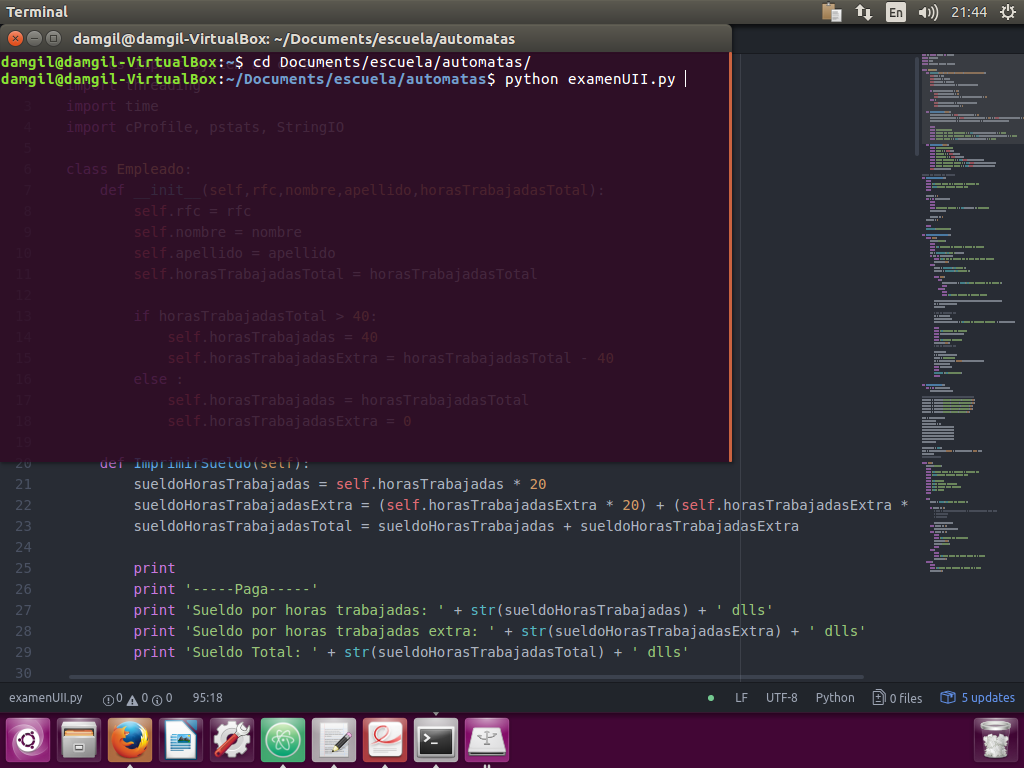 Terminal
En
21:44
damgil@damgil-VirtualBox: ~/Documents/escuela/automatas
damgil@damgil-VirtualBox:~$ cd Documents/escuela/automatas/
damgil@damgil-VirtualBox:~/Documents/escuela/automatas$ python examenUII.py
import threading
3 import time
4 import cProfile, pstats, StringIO
5
6 class Empleado:
7 def __init__(self,rfc,nombre,apellido,horasTrabajadasTotal):
8 self.rfc = rfc
9 self.nombre = nombre
10 self.apellido = apellido
11 self.horasTrabajadasTotal = horasTrabajadasTotal
12
13 if horasTrabajadasTotal > 40:
14 self.horasTrabajadas = 40
15 self.horasTrabajadasExtra = horasTrabajadasTotal - 40
16 else :
17 self.horasTrabajadas = horasTrabajadasTotal
18 self.horasTrabajadasExtra = 0
19
20 def ImprimirSueldo(self):
21 sueldoHorasTrabajadas = self.horasTrabajadas * 20
22 sueldoHorasTrabajadasExtra = (self.horasTrabajadasExtra * 20) + (self.horasTrabajadasExtra *
23 sueldoHorasTrabajadasTotal = sueldoHorasTrabajadas + sueldoHorasTrabajadasExtra
24
25 print
26 print '-----Paga-----'
27 print 'Sueldo por horas trabajadas: ' + str(sueldoHorasTrabajadas) + ' dlls'
28 print 'Sueldo por horas trabajadas extra: ' + str(sueldoHorasTrabajadasExtra) + ' dlls'
29 print 'Sueldo Total: ' + str(sueldoHorasTrabajadasTotal) + ' dlls'
30
examenUII.py 0 0 0 95:18 LF UTF-8 Python 0 files 5 updates